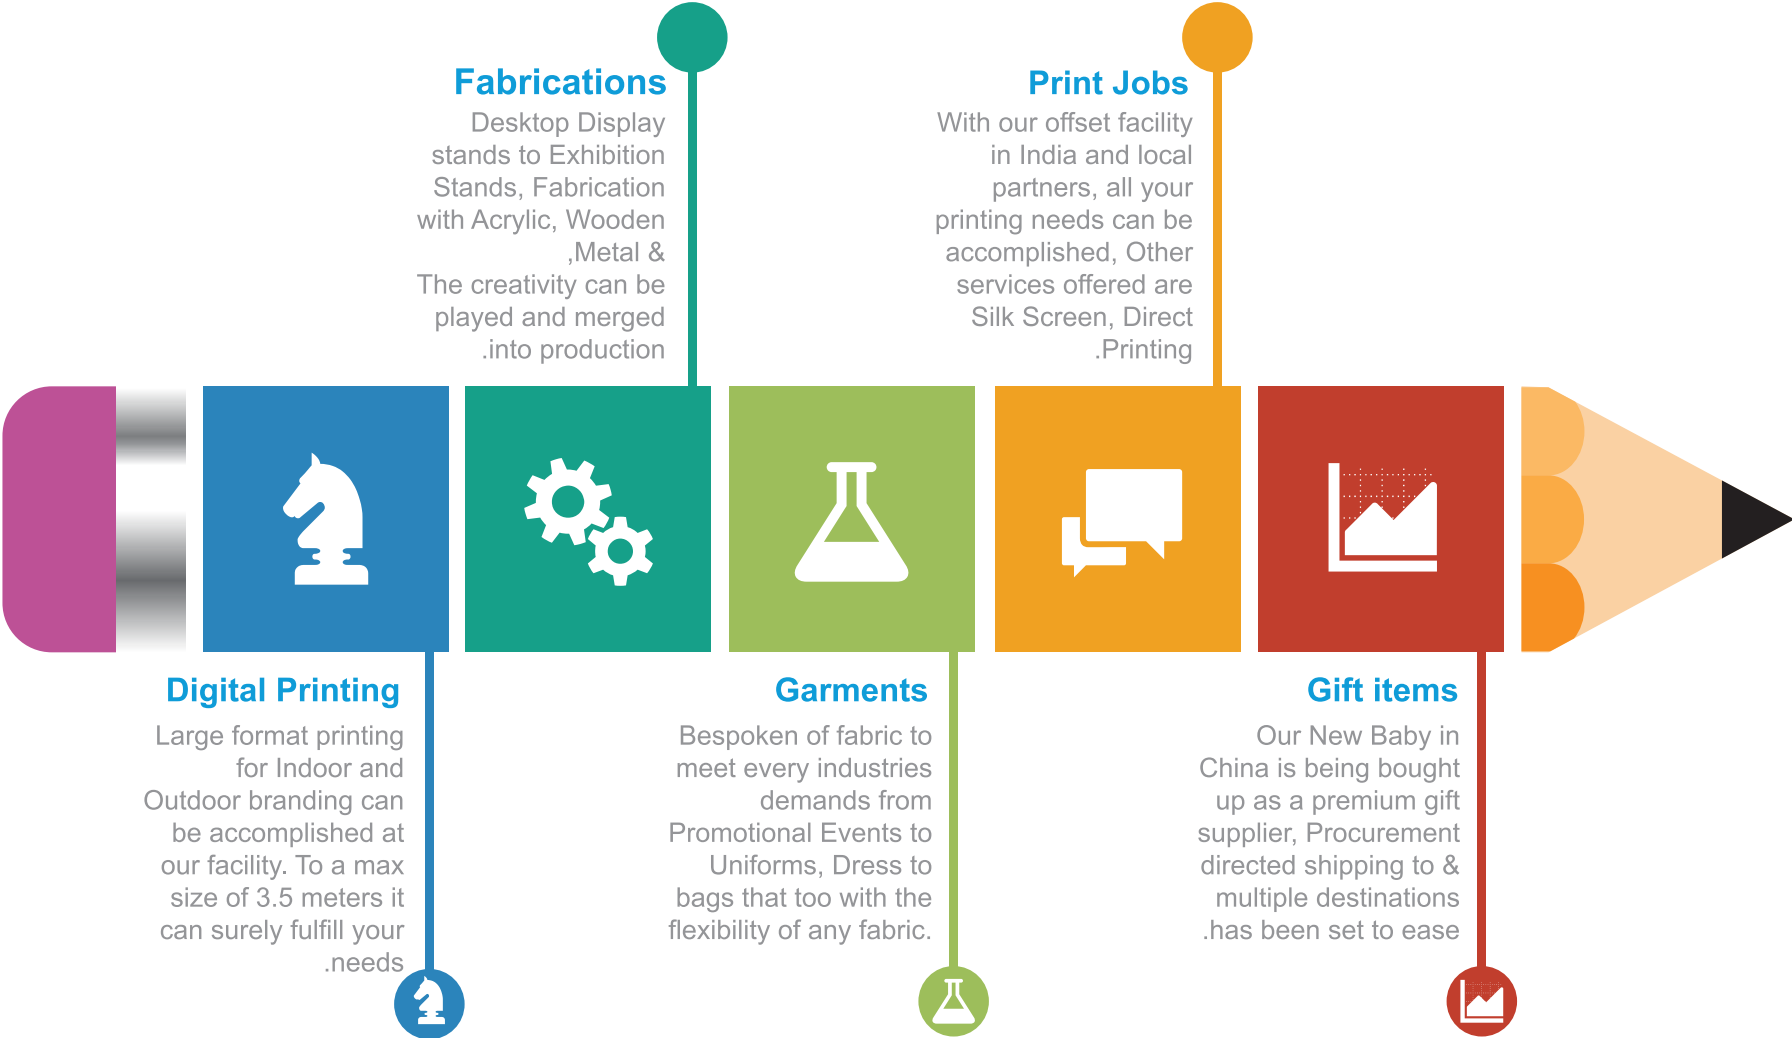 Fabrications
Desktop Display
stands to Exhibition
Stands, Fabrication
with Acrylic, Wooden
,Metal &
The creativity can be
played and merged
.into production
Print Jobs
With our offset facility
in India and local
partners, all your
printing needs can be
accomplished, Other
services offered are
Silk Screen, Direct
.Printing
Digital Printing
Large format printing
for Indoor and
Outdoor branding can
be accomplished at
our facility. To a max
size of 3.5 meters it
can surely fulfill your
.needs
Garments
Bespoken of fabric to
meet every industries
demands from
Promotional Events to
Uniforms, Dress to
bags that too with the
flexibility of any fabric.
Gift items
Our New Baby in
China is being bought
up as a premium gift
supplier, Procurement
directed shipping to &
multiple destinations
.has been set to ease